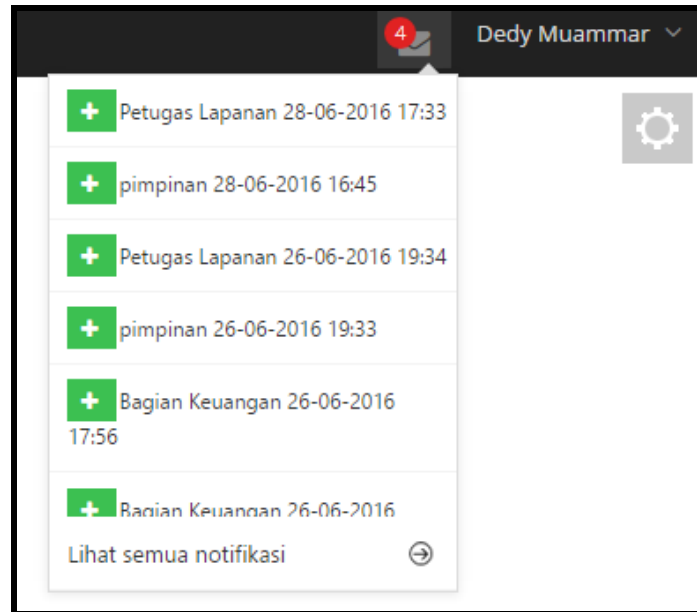 4
Dedy Muammar
Petugas Lapanan 28-06-2016 17:33
pimpinan 28-06-2016 16:45
Petugas Lapanan 26-06-2016 19:34
pimpinan 26-06-2016 19:33
Bagian Keuangan 26-06-2016
17:56
Bagian Keuangan 26-06-2016
Lihat semua notifikasi